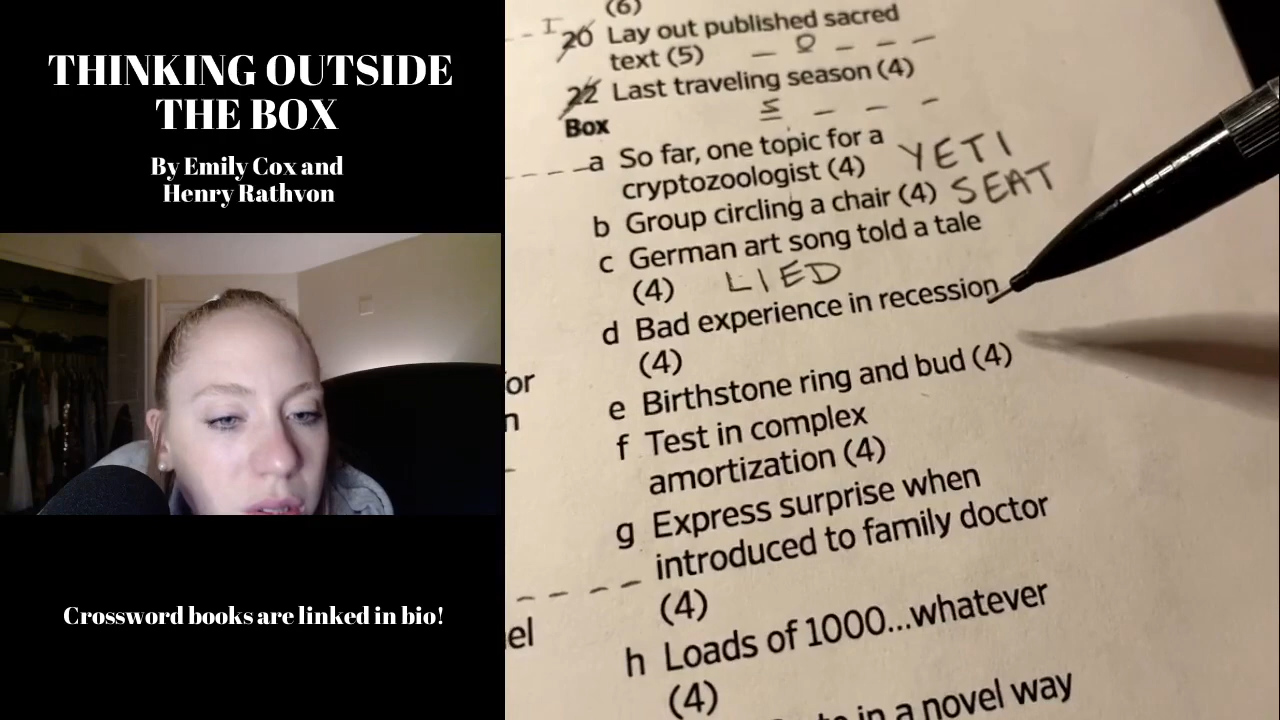 THINKING OUTSIDE
THE BOX
By Emily Cox and
Henry Rathvon
Crossword books are linked in bio!
(6)
I 20 Lay out published sacred
text (5) _ O _ _ _
22 Last traveling season (4)
S _ _ _
Box
a So far, one topic for a
cryptozoologist (4) YETI
b Group circling a chair (4) SEAT
c German art song told a tale
(4) LIED
d Bad experience in recession
(4)
e Birthstone ring and bud (4)
f Test in complex
amortization (4)
g Express surprise when
introduced to family doctor
(4)
h Loads of 1000...whatever
(4)
in a novel way